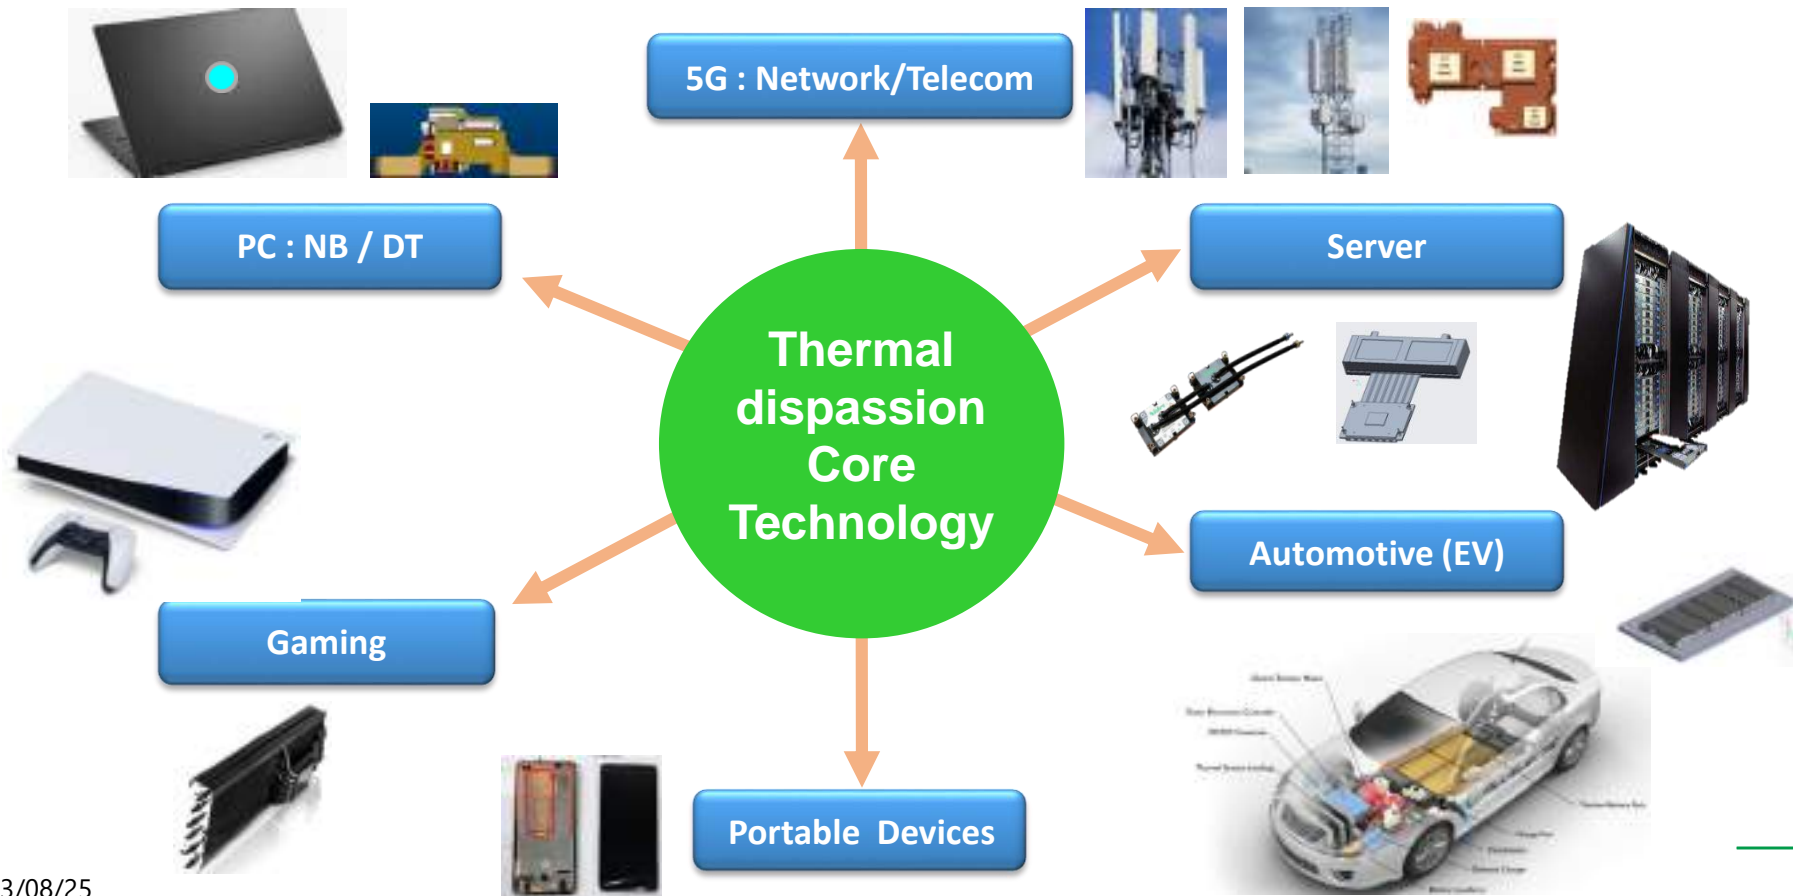 5G : Network/Telecom
PC : NB / DT
Server
Thermal
dispassion
Core
Technology
Automotive (EV)
Gaming
Portable  Devices
3/08/25